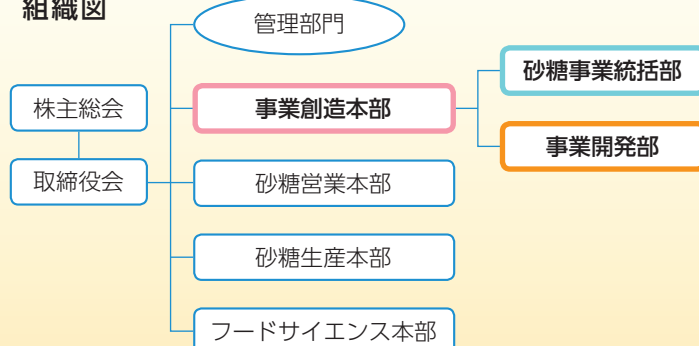 組織図
管理部門
株主総会
取締役会
事業創造本部
砂糖事業統括部
事業開発部
砂糖営業本部
砂糖生産本部
フードサイエンス本部